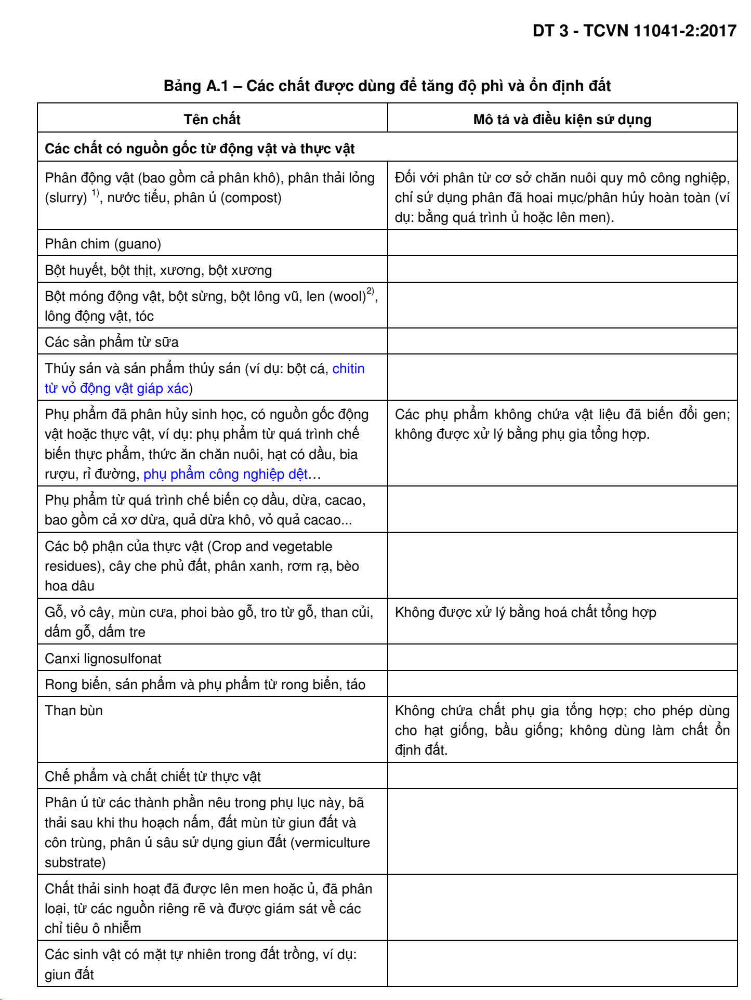 DT 3 - TCVN 11041-2:2017
Bảng A.1 – Các chất được dùng để tăng độ phì và ổn định đất
Tên chất
Mô tả và điều kiện sử dụng
Các chất có nguồn gốc từ động vật và thực vật
Phân động vật (bao gồm cả phân khô), phân thải lỏng
(slurry) 1), nước tiểu, phân ủ (compost)
Đối với phân từ cơ sở chăn nuôi quy mô công nghiệp,
chỉ sử dụng phân đã hoai mục/phân hủy hoàn toàn (ví
dụ: bằng quá trình ủ hoặc lên men).
Phân chim (guano)
Bột huyết, bột thịt, xương, bột xương
Bột móng động vật, bột sừng, bột lông vũ, len (wool)2),
lông động vật, tóc
Các sản phẩm từ sữa
Thủy sản và sản phẩm thủy sản (ví dụ: bột cá, chitin
từ vỏ động vật giáp xác)
Phụ phẩm đã phân hủy sinh học, có nguồn gốc động
vật hoặc thực vật, ví dụ: phụ phẩm từ quá trình chế
biến thực phẩm, thức ăn chăn nuôi, hạt có dầu, bia
rượu, rỉ đường, phụ phẩm công nghiệp dệt…
Các phụ phẩm không chứa vật liệu đã biến đổi gen;
không được xử lý bằng phụ gia tổng hợp.
Phụ phẩm từ quá trình chế biến cọ dầu, dừa, cacao,
bao gồm cả xơ dừa, quả dừa khô, vỏ quả cacao...
Các bộ phận của thực vật (Crop and vegetable
residues), cây che phủ đất, phân xanh, rơm rạ, bèo
hoa dâu
Gỗ, vỏ cây, mùn cưa, phoi bào gỗ, tro từ gỗ, than củi,
dấm gỗ, dấm tre
Không được xử lý bằng hoá chất tổng hợp
Canxi lignosulfonat
Rong biển, sản phẩm và phụ phẩm từ rong biển, tảo
Than bùn
Không chứa chất phụ gia tổng hợp; cho phép dùng
cho hạt giống, bầu giống; không dùng làm chất ổn
định đất.
Chế phẩm và chất chiết từ thực vật
Phân ủ từ các thành phần nêu trong phụ lục này, bã
thải sau khi thu hoạch nấm, đất mùn từ giun đất và
côn trùng, phân ủ sâu sử dụng giun đất (vermiculture
substrate)
Chất thải sinh hoạt đã được lên men hoặc ủ, đã phân
loại, từ các nguồn riêng rẽ và được giám sát về các
chỉ tiêu ô nhiễm
Các sinh vật có mặt tự nhiên trong đất trồng, ví dụ:
giun đất